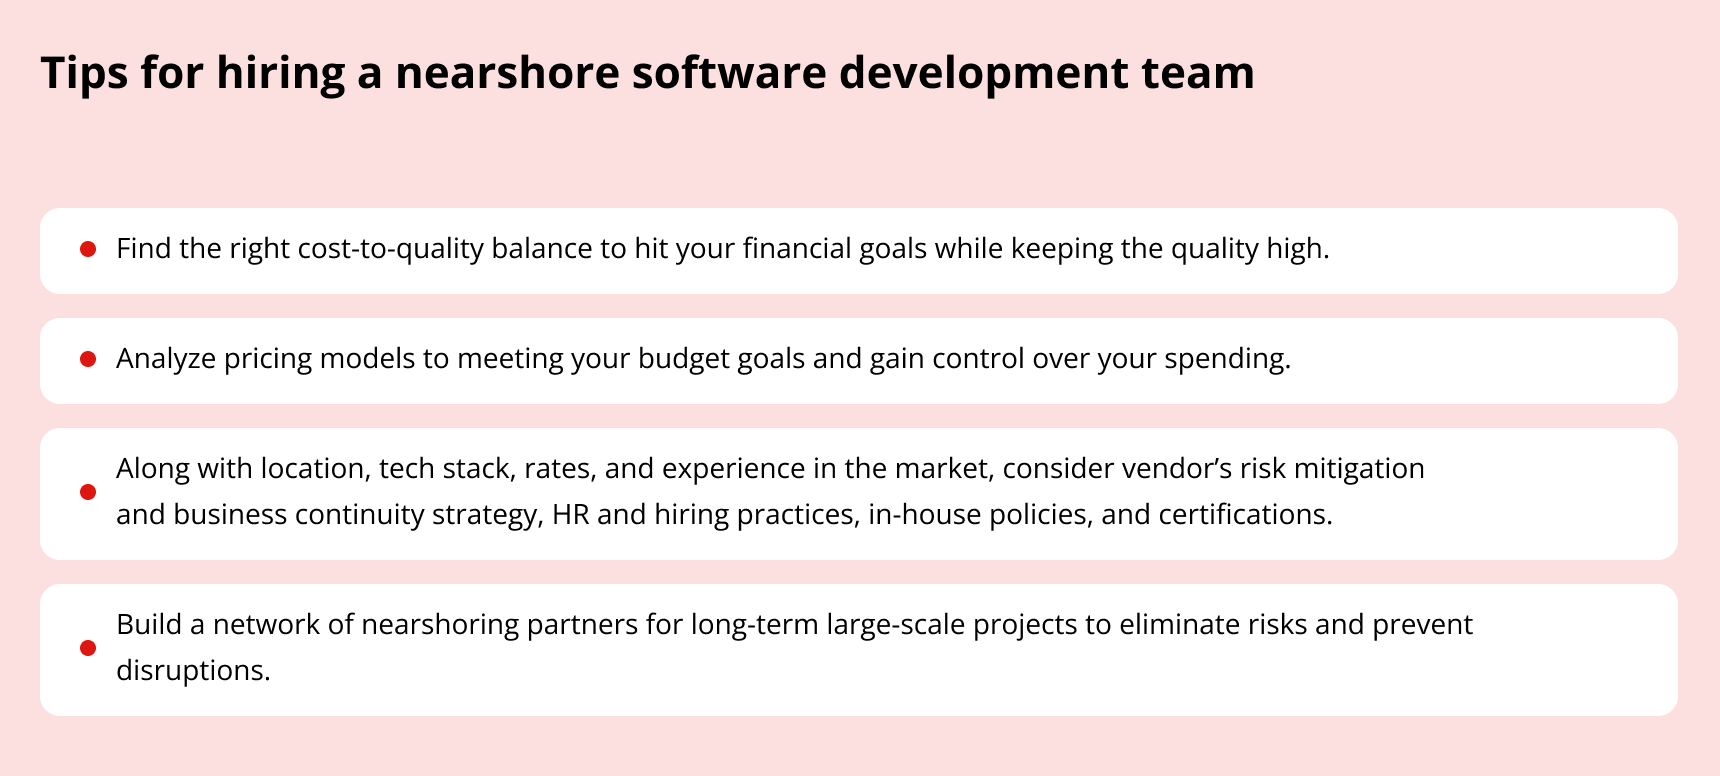 Tips for hiring a nearshore software development team
Find the right cost-to-quality balance to hit your financial goals while keeping the quality high.
Analyze pricing models to meeting your budget goals and gain control over your spending.
Along with location, tech stack, rates, and experience in the market, consider vendor’s risk mitigation
and business continuity strategy, HR and hiring practices, in-house policies, and certifications.
Build a network of nearshoring partners for long-term large-scale projects to eliminate risks and prevent
disruptions.